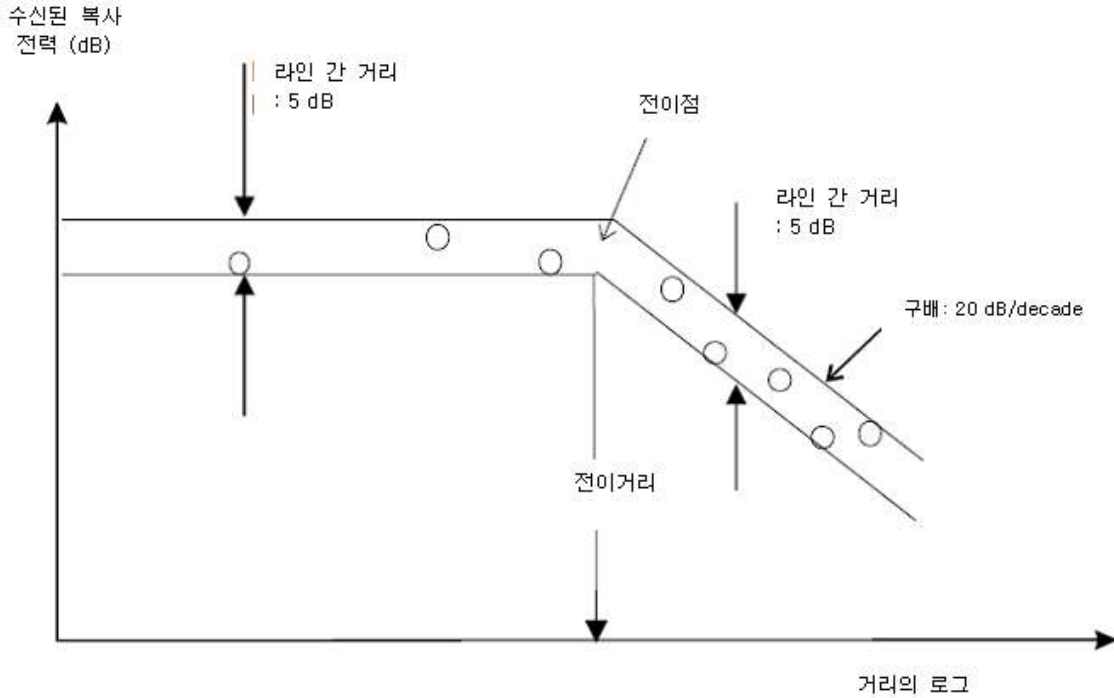 수신된 복사
전력 (dB)
라인 간 거리
: 5 dB
전이점
라인 간 거리
: 5 dB
구배: 20 dB/decade
전이거리
거리의 로그